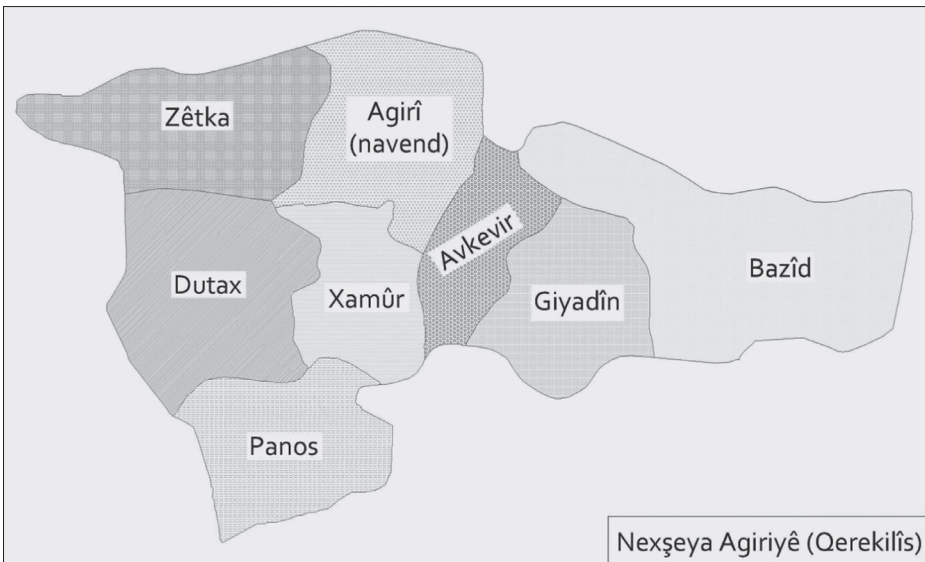 Zêtka
Agirî
(navend)
Avkevir
Dutax
Xamûr
Giyadîn
Bazîd
Panos
Nexşeya Agiriyê (Qerekilîs)